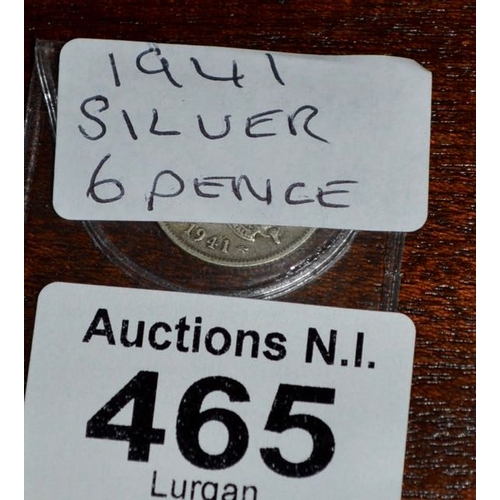 1941
SILVER
6 PENCE
1941
Auctions N.I.
465
Lurgan